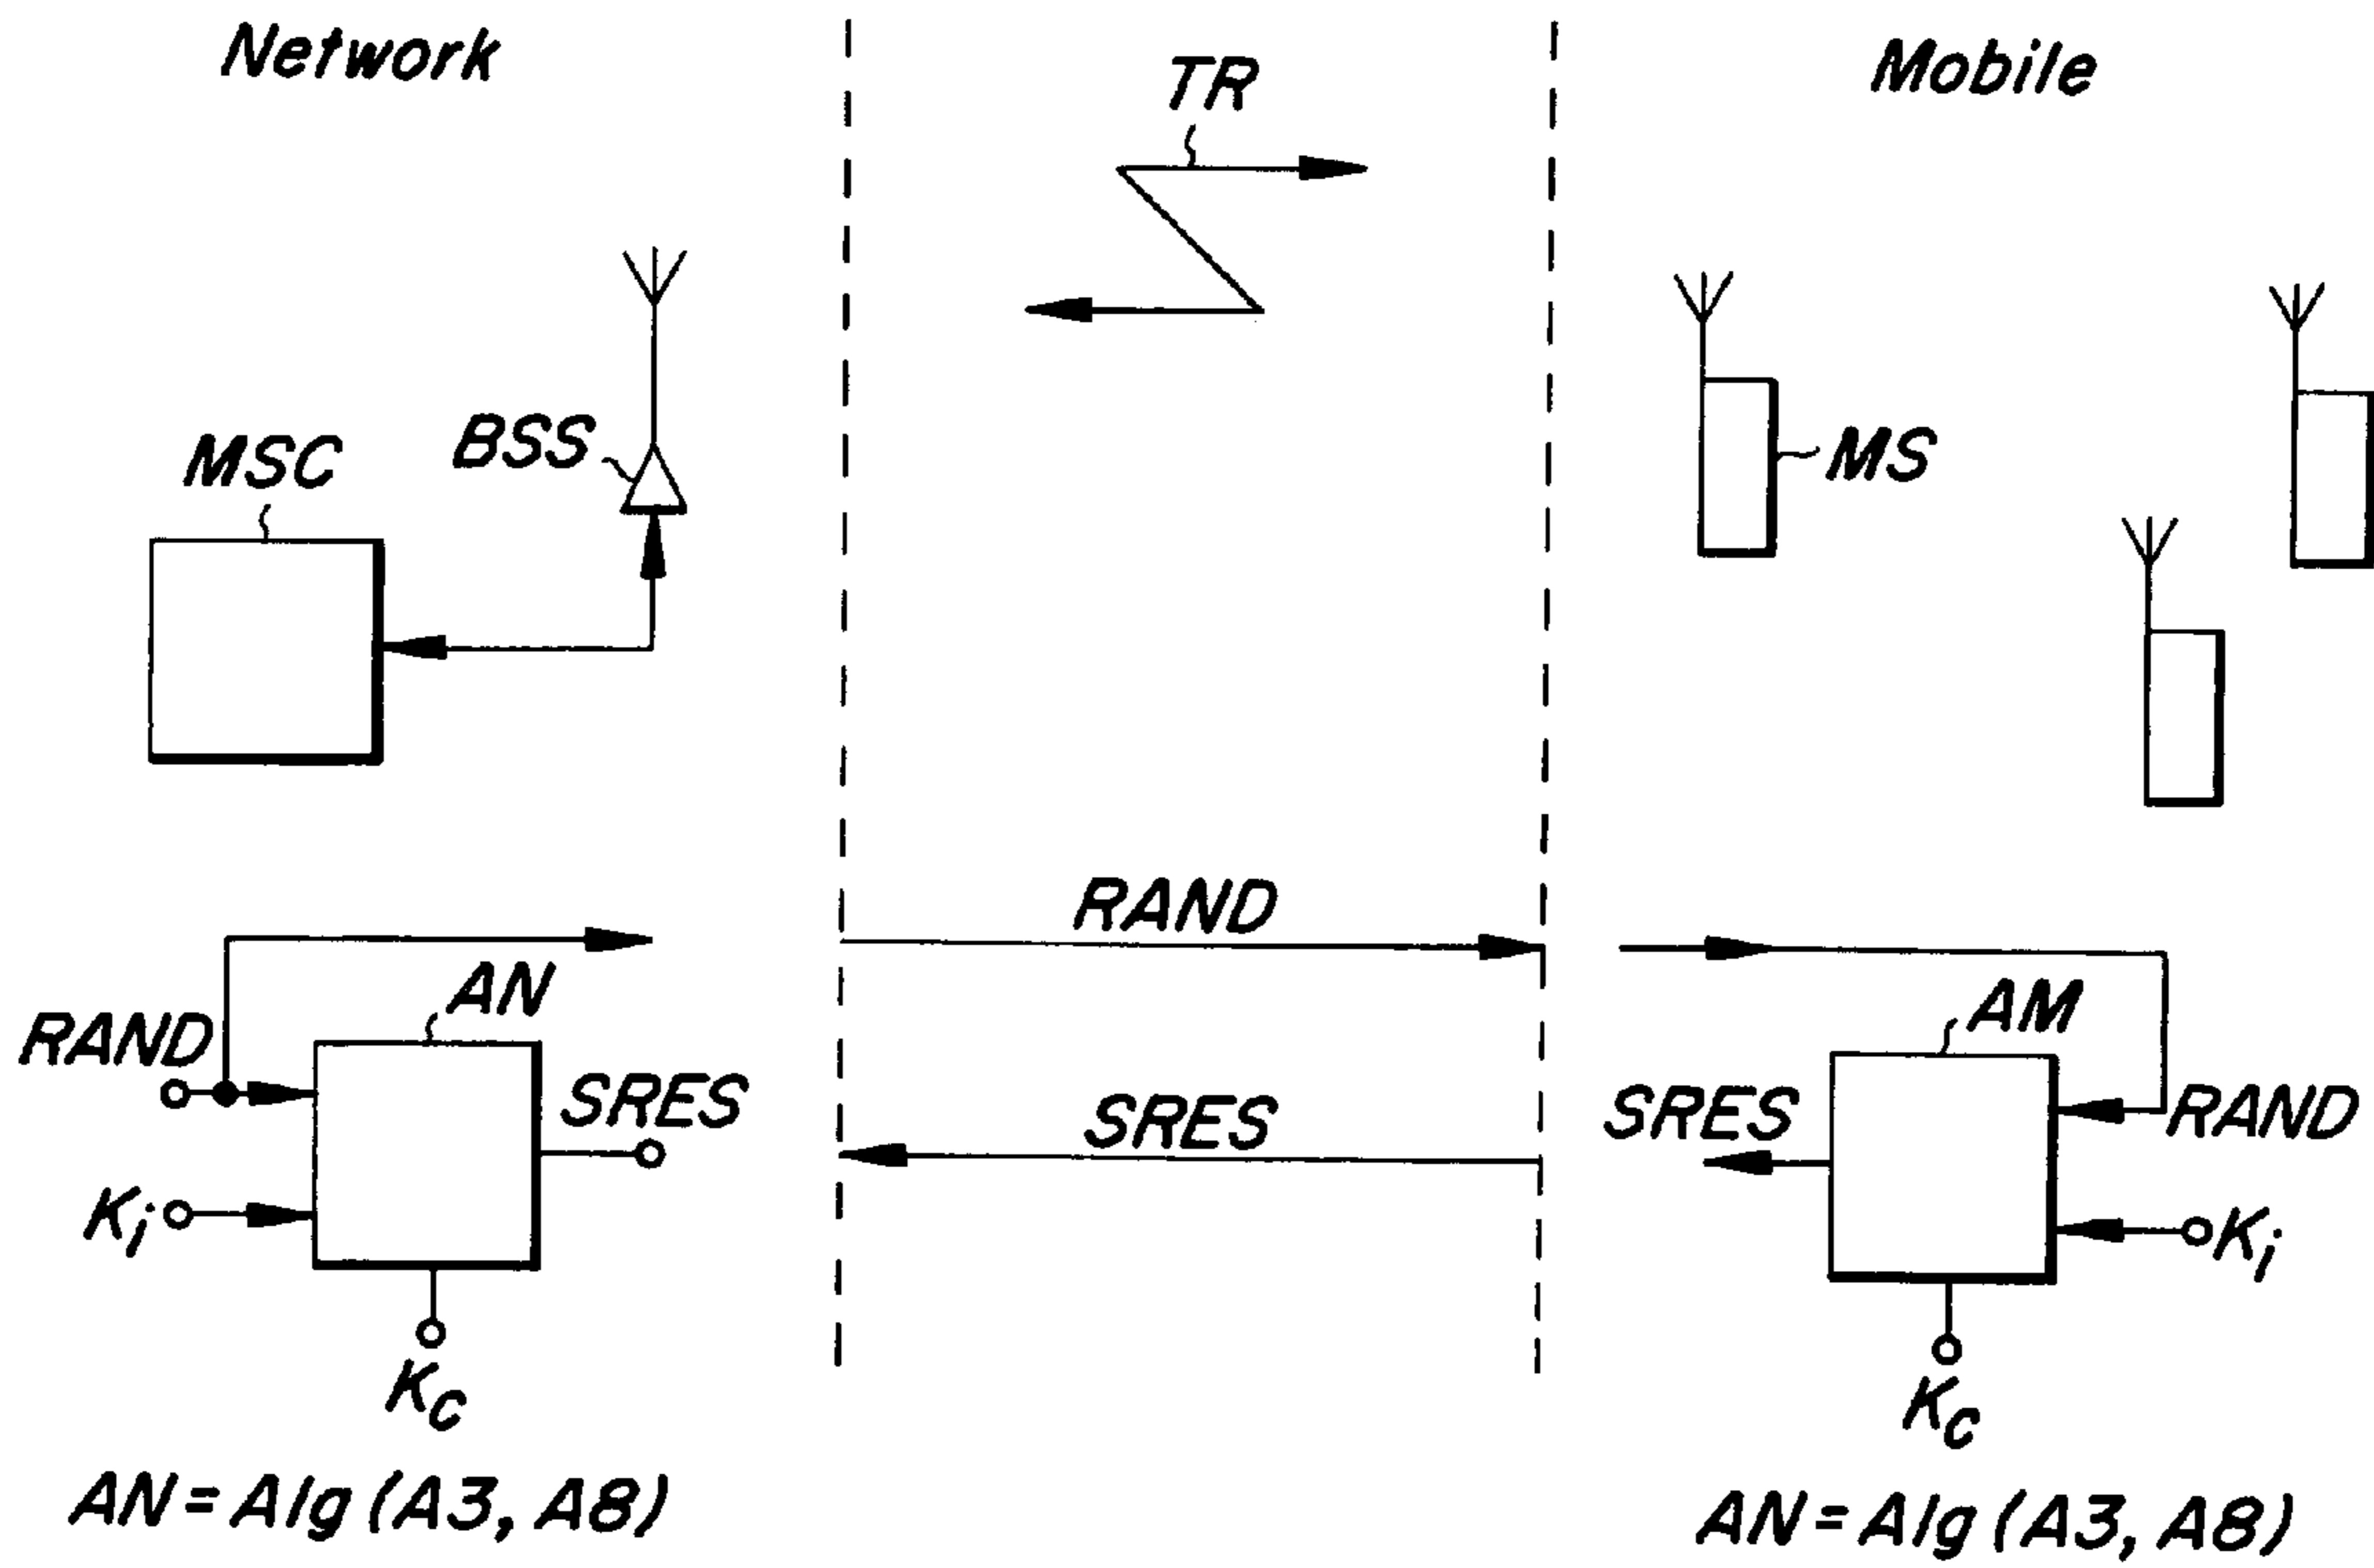 Network
TR
Mobile
MSC
BSS
MS
RAND
AN
AM
RAND
SRES
SRES
SRES
RAND
Ki
Ki
Kc
Kc
AN=Alg(A3, A8)
AN=Alg(A3, A8)